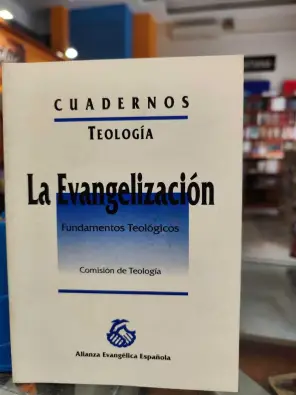 CUADERNOS
TEOLOGÍA
La Evangelización
Fundamentos Teológicos
Comisión de Teología
Alianza Evangélica Española